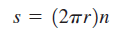 s = (2πr)n